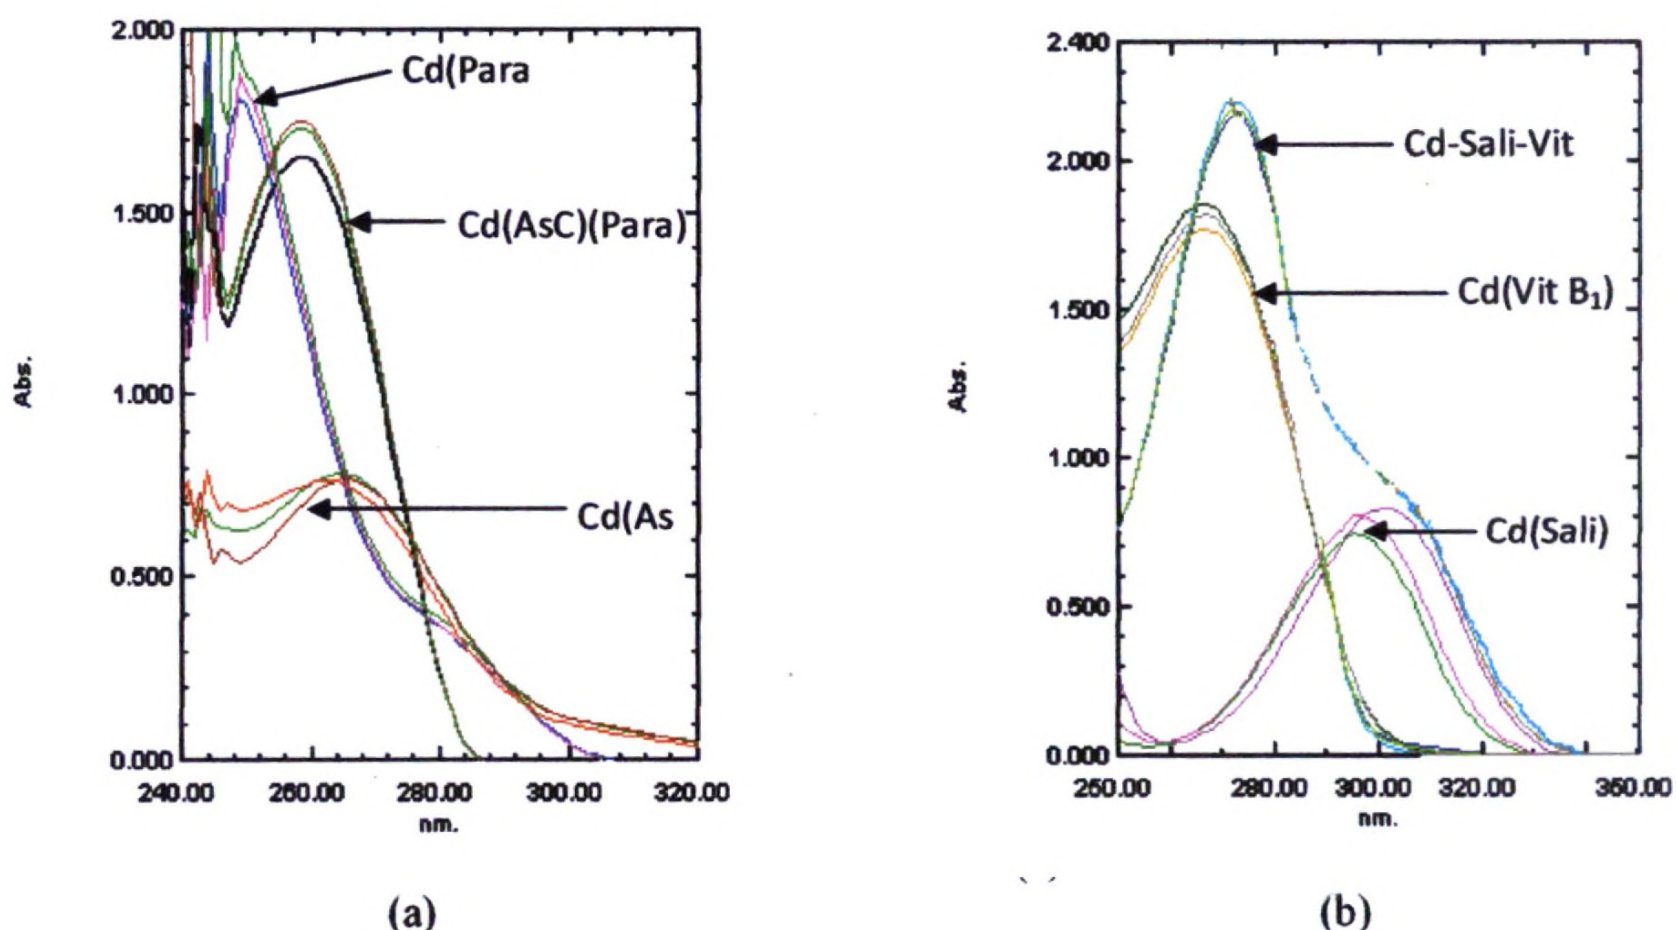 2.000
1.500
1.000
0.500
0.000
Abs.
240.00 260.00 280.00 300.00 320.00
nm.
Cd(Para
Cd(AsC)(Para)
Cd(As
(a)
2.400
2.000
1.500
1.000
0.500
0.000
Abs.
260.00 280.00 300.00 320.00 360.00
nm.
Cd-Sali-Vit
Cd(Vit B₁)
Cd(Sali)
(b)